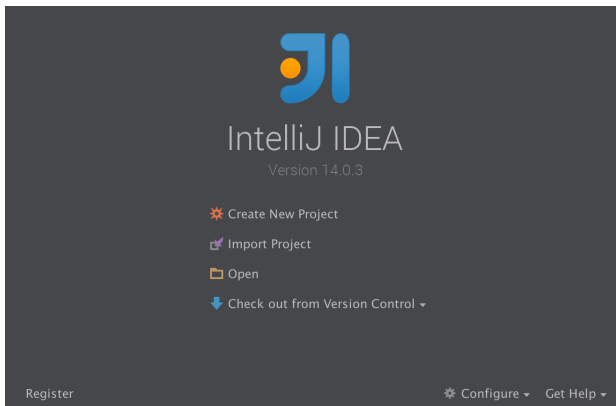 IntelliJ IDEA
Version 14.0.3
Create New Project
Import Project
Open
Check out from Version Control
Register
Configure
Get Help